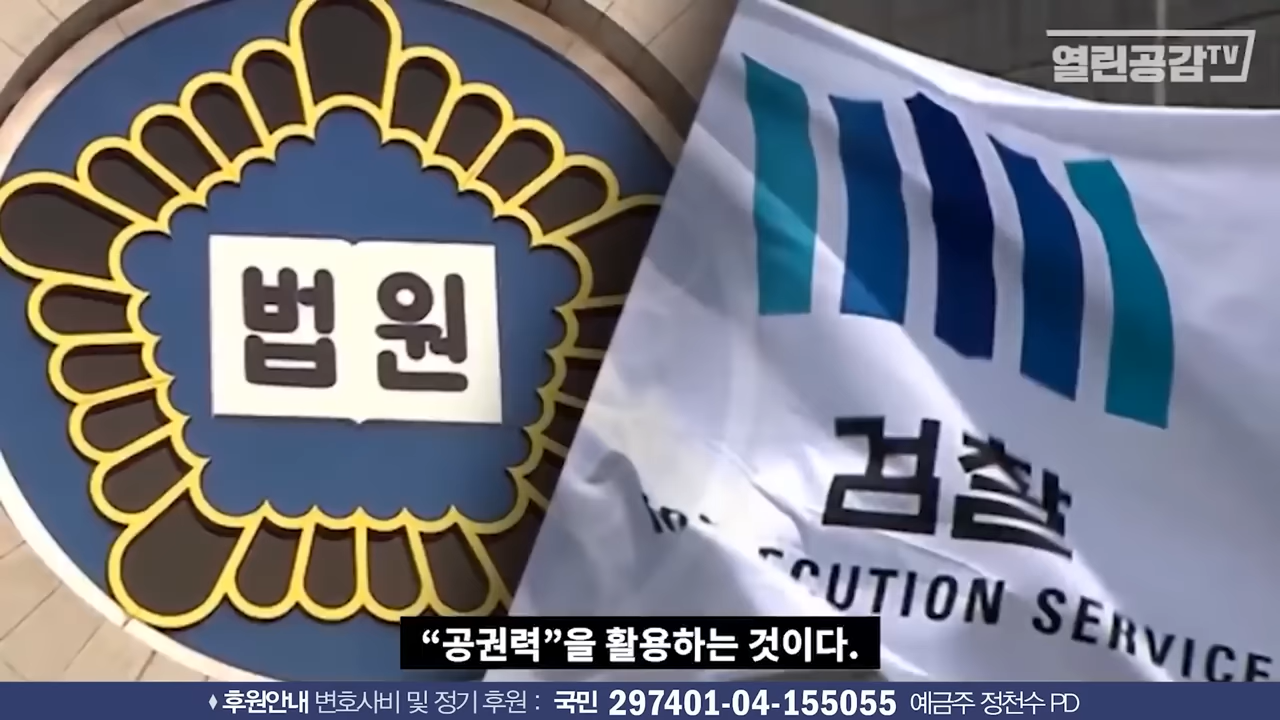 열린공감TV
법원
검찰
SERVICE
“공권력”을 활용하는 것이다.
♦ 후원안내 변호사비 및 정기 후원 : 국민 297401-04-155055 예금주 정천수 PD